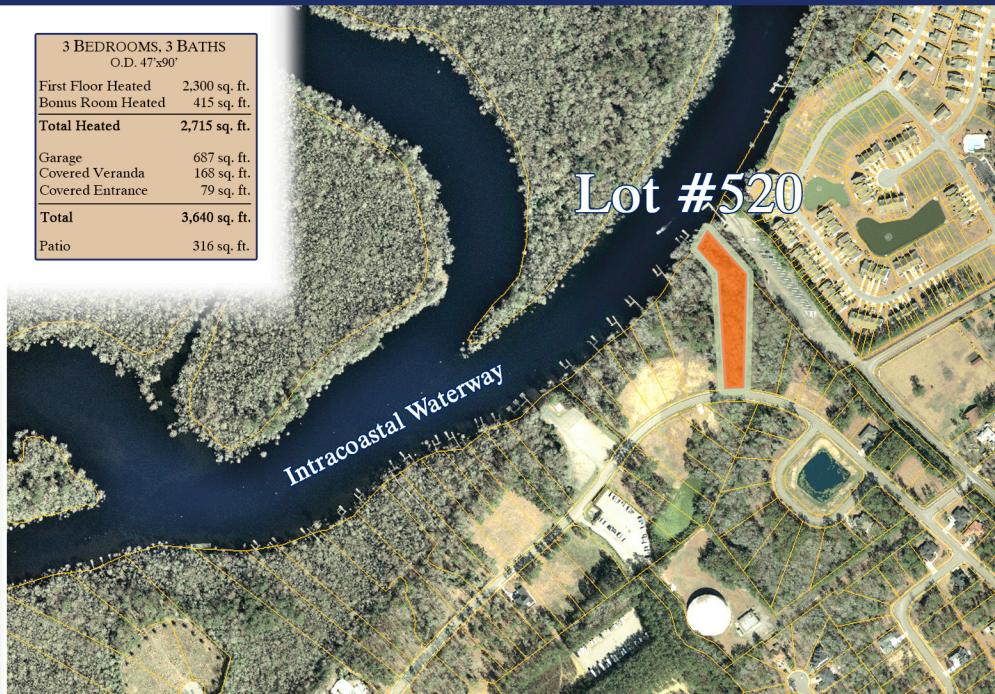 3 BEDROOMS, 3 BATHS
O.D. 47'x90'
First Floor Heated 2,300 sq. ft.
Bonus Room Heated 415 sq. ft.
Total Heated 2,715 sq. ft.
Garage 687 sq. ft.
Covered Veranda 168 sq. ft.
Covered Entrance 79 sq. ft.
Total 3,640 sq. ft.
Patio 316 sq. ft.
Lot #520
Intracoastal Waterway